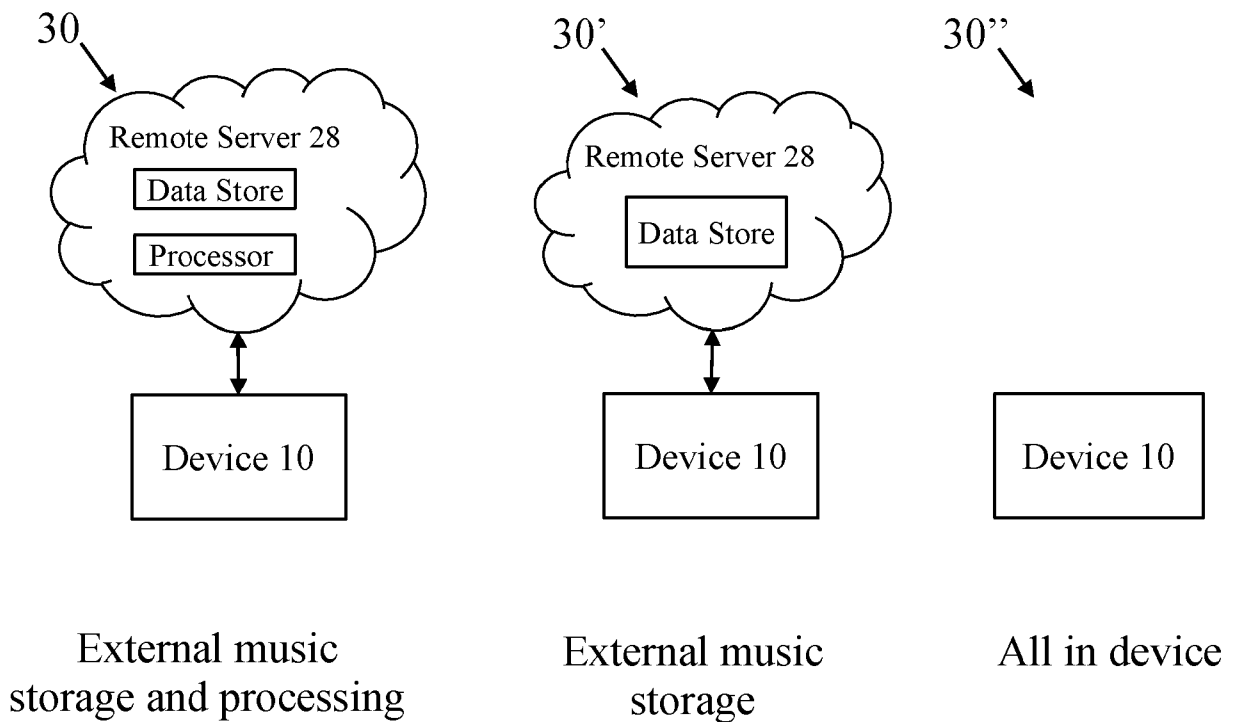 30
Remote Server 28
Data Store
Processor
Device 10
External music
storage and processing
30’
Remote Server 28
Data Store
Device 10
External music
storage
30’’
Device 10
All in device